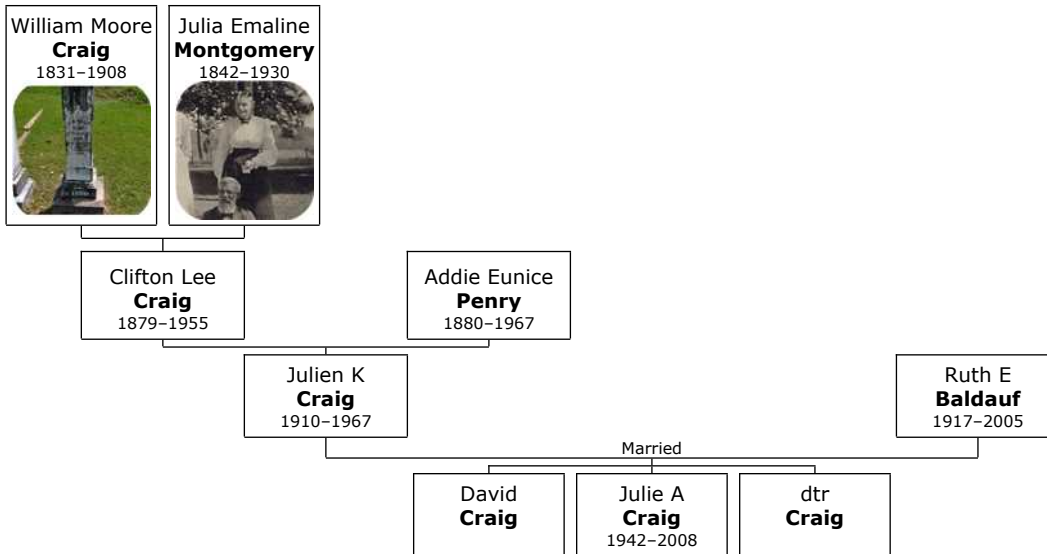 William Moore
Craig
1831–1908
Julia Emaline
Montgomery
1842–1930
Clifton Lee
Craig
1879–1955
Addie Eunice
Penry
1880–1967
Julien K
Craig
1910–1967
Ruth E
Baldauf
1917–2005
Married
David
Craig
Julie A
Craig
1942–2008
dtr
Craig